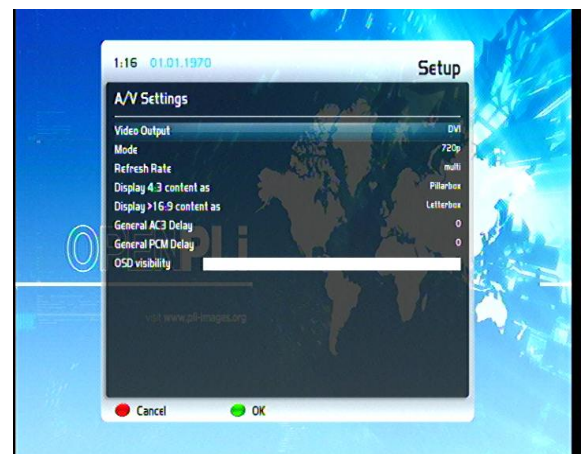 1:16 01.01.1970
Setup
A/V Settings
Video Output DVI
Mode 720p
Refresh Rate multi
Display 4:3 content as Pillarbox
Display >16:9 content as Letterbox
General AC3 Delay 0
General PCM Delay 0
OPENPLi
OSD visibility
visit www.pli-images.org
Cancel OK